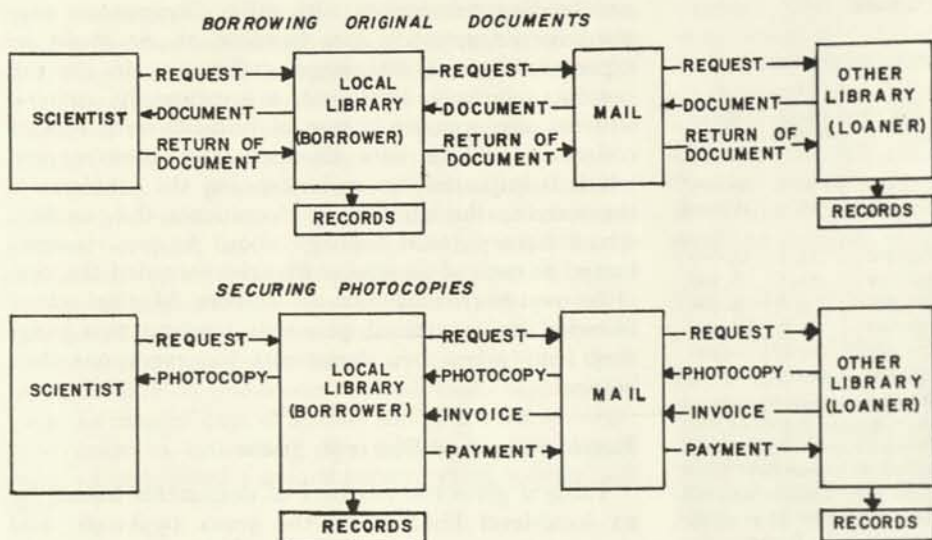 BORROWING ORIGINAL DOCUMENTS
SCIENTIST
REQUEST
DOCUMENT
RETURN OF
DOCUMENT
LOCAL
LIBRARY
(BORROWER)
RECORDS
REQUEST
DOCUMENT
RETURN OF
DOCUMENT
MAIL
REQUEST
DOCUMENT
RETURN OF
DOCUMENT
OTHER
LIBRARY
(LOANER)
RECORDS
SECURING PHOTOCOPIES
SCIENTIST
REQUEST
PHOTOCOPY
LOCAL
LIBRARY
(BORROWER)
RECORDS
REQUEST
PHOTOCOPY
INVOICE
PAYMENT
MAIL
REQUEST
PHOTOCOPY
INVOICE
PAYMENT
OTHER
LIBRARY
(LOANER)
RECORDS